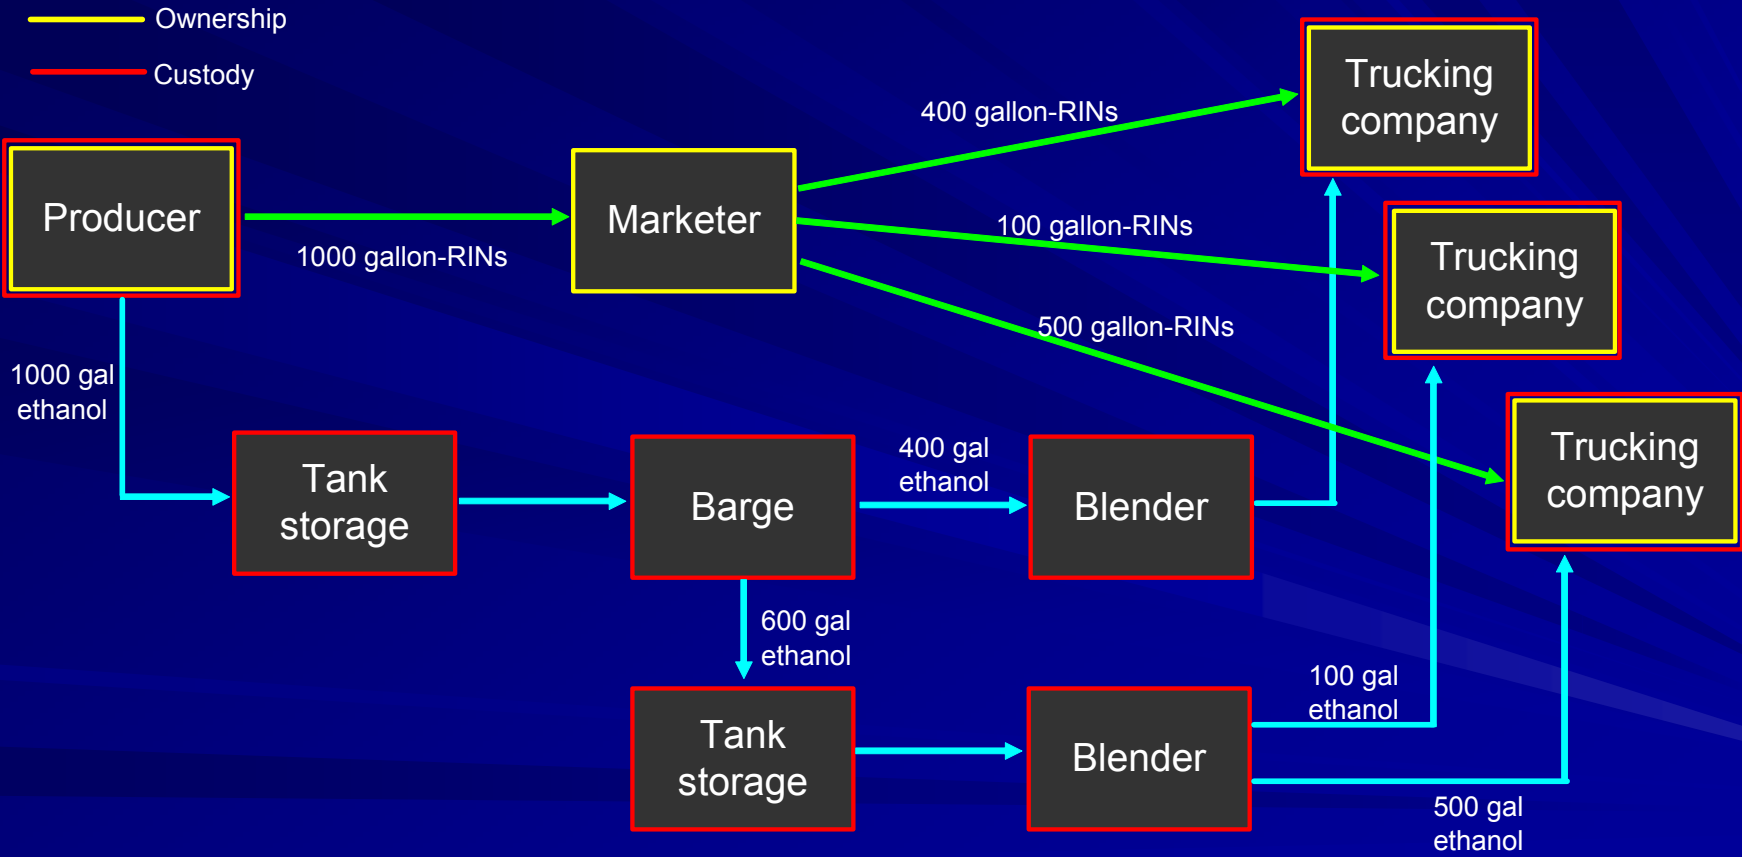 Ownership
Custody
Trucking
company
400 gallon-RINs
Producer
Marketer
1000 gallon-RINs
100 gallon-RINs
Trucking
company
500 gallon-RINs
1000 gal
ethanol
Trucking
company
Tank
storage
Barge
400 gal
ethanol
Blender
600 gal
ethanol
Tank
storage
Blender
100 gal
ethanol
500 gal
ethanol